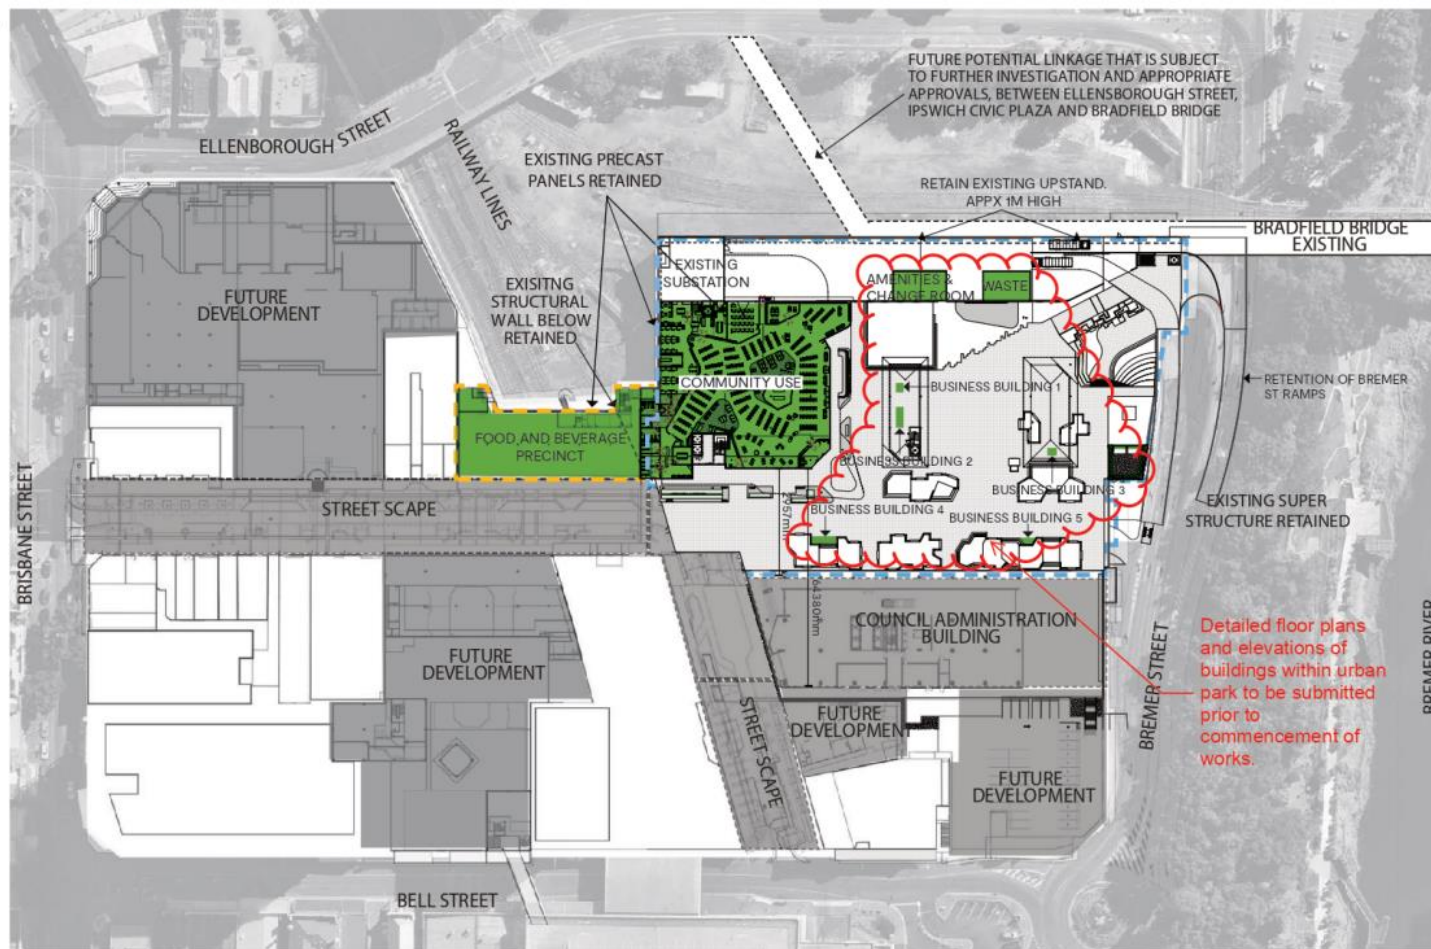 FUTURE POTENTIAL LINKAGE THAT IS SUBJECT
TO FURTHER INVESTIGATION AND APPROPRIATE
APPROVALS, BETWEEN ELLENSBOROUGH STREET,
IPSWICH CIVIC PLAZA AND BRADFIELD BRIDGE
ELLENBOROUGH STREET
RAILWAY LINES
EXISTING PRECAST
PANELS RETAINED
RETAIN EXISTING UPSTAND.
APPX 1M HIGH
BRADFIELD BRIDGE
EXISTING
EXISTING
SUBSTATION
AMENITIES &
CHANGE ROOM
WASTE
EXISITNG
STRUCTURAL
WALL BELOW
RETAINED
FUTURE
DEVELOPMENT
COMMUNITY USE
BUSINESS BUILDING 1
RETENTION OF BREMER
ST RAMPS
FOOD AND BEVERAGE
PRECINCT
BUSINESS BUILDING 2
BUSINESS BUILDING 3
BUSINESS BUILDING 4
BUSINESS BUILDING 5
EXISTING SUPER
STRUCTURE RETAINED
BRISBANE STREET
STREET SCAPE
64380mm
COUNCIL ADMINISTRATION
BUILDING
FUTURE
DEVELOPMENT
STREET SCAPE
FUTURE
DEVELOPMENT
FUTURE
DEVELOPMENT
BREMER STREET
Detailed floor plans
and elevations of
buildings within urban
park to be submitted
prior to
commencement of
works.
BREMER RIVER
BELL STREET